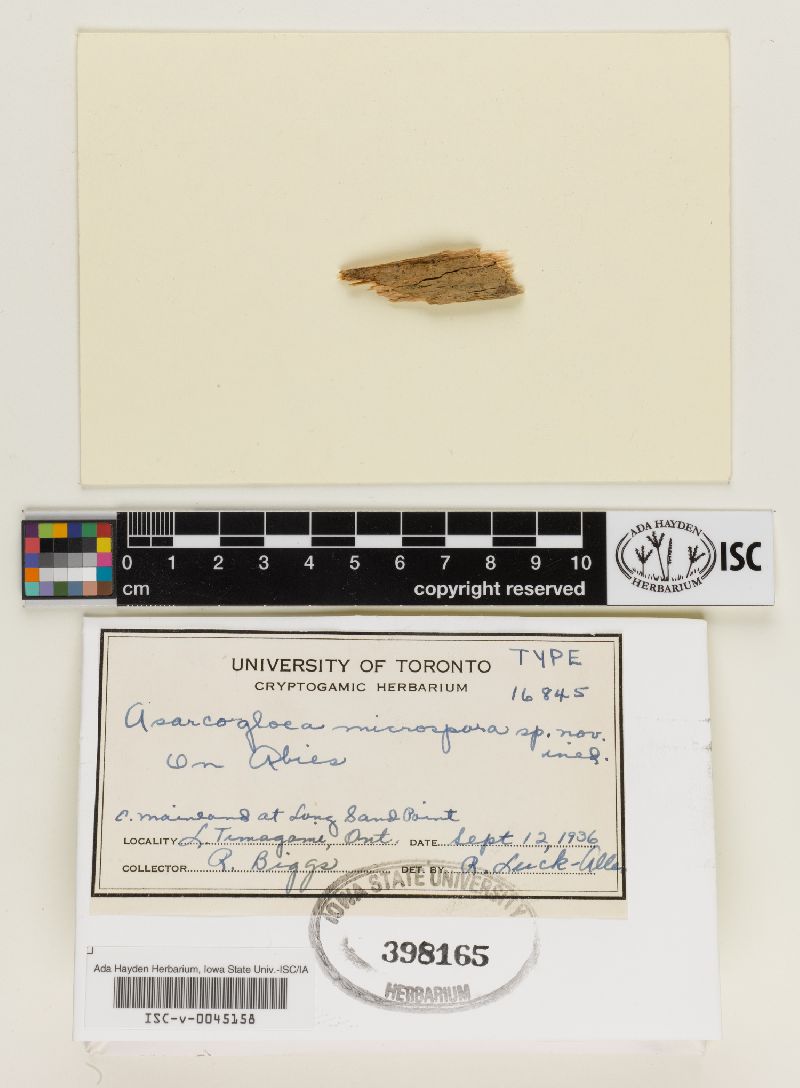 0 1 2 3 4 5 6 7 8 9 10
cm copyright reserved
ADA HAYDEN
HERBARIUM
ISC
UNIVERSITY OF TORONTO TYPE
CRYPTOGAMIC HERBARIUM 16845
Asarcogloea microspora sp. nov.
On Abies ined.
mainland at Long Sand Point
LOCALITY L. Timagami, Ont. DATE Sept 12, 1936
COLLECTOR R. Biggs DET. BY R. Luck-Allen
IOWA STATE UNIVERSITY
398165
HERBARIUM
Ada Hayden Herbarium, Iowa State Univ.-ISC/IA
ISC-v-0045158